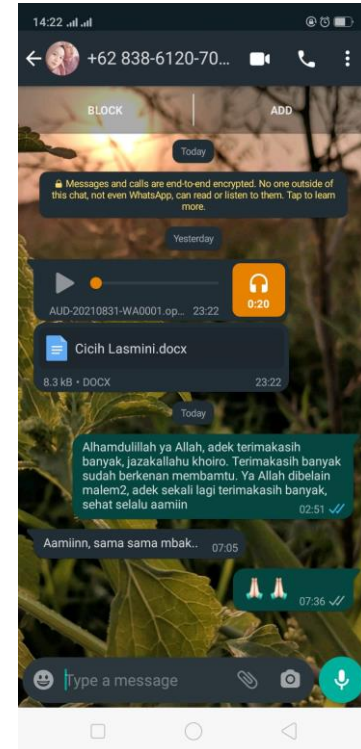 14:22
+62 838-6120-70...
BLOCK
ADD
Today
Messages and calls are end-to-end encrypted. No one outside of
this chat, not even WhatsApp, can read or listen to them. Tap to learn
more.
Yesterday
AUD-20210831-WA0001.op... 23:22
0:20
Cicih Lasmini.docx
8.3 kB • DOCX 23:22
Today
Alhamdulillah ya Allah, adek terimakasih
banyak, jazakallahu khoiro. Terimakasih banyak
sudah berkenan membamtu. Ya Allah dibelain
malem2, adek sekali lagi terimakasih banyak,
sehat selalu aamiin
02:51
Aamiinn, sama sama mbak.. 07:05
🙏🏻 🙏🏻 07:36
Type a message